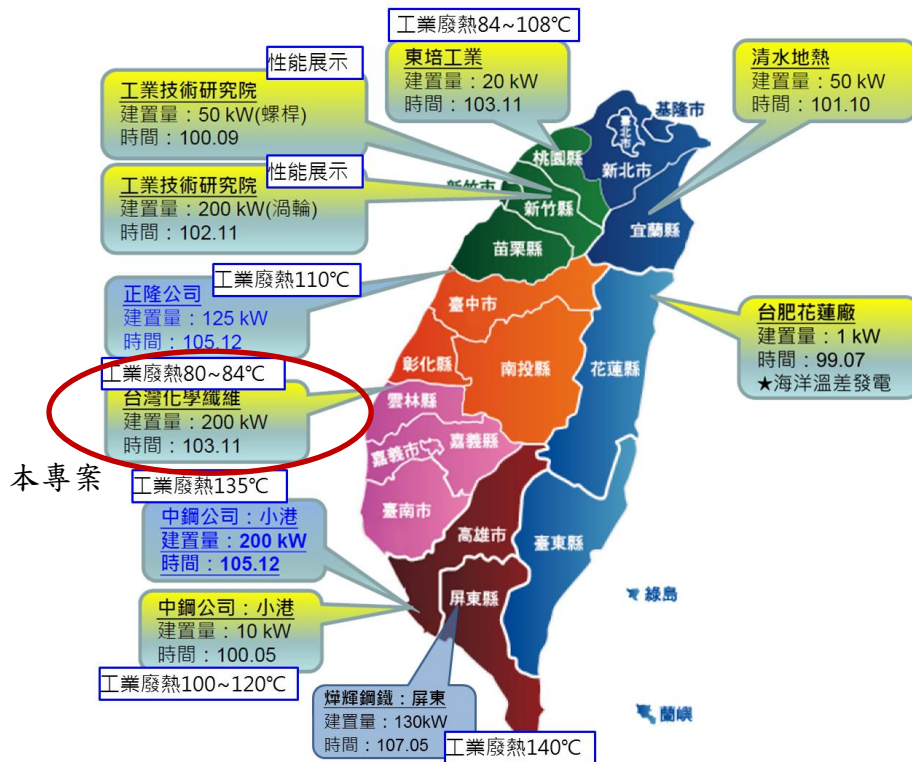 工業廢熱84~108℃
東培工業
建置量：20 kW
時間：103.11
清水地熱
建置量：50 kW
時間：101.10
性能展示
工業技術研究院
建置量：50 kW(螺桿)
時間：100.09
性能展示
工業技術研究院
建置量：200 kW(渦輪)
時間：102.11
工業廢熱110℃
正隆公司
建置量：125 kW
時間：105.12
工業廢熱80~84℃
台灣化學纖維
建置量：200 kW
時間：103.11
本專案
工業廢熱135℃
中鋼公司：小港
建置量：200 kW
時間：105.12
中鋼公司：小港
建置量：10 kW
時間：100.05
工業廢熱100~120℃
燁輝鋼鐵：屏東
建置量：130kW
時間：107.05
工業廢熱140℃
台肥花蓮廠
建置量：1 kW
時間：99.07
★海洋溫差發電
基隆市
臺北市
新北市
桃園縣
新竹市
新竹縣
宜蘭縣
苗栗縣
臺中市
彰化縣
南投縣
花蓮縣
雲林縣
嘉義市
嘉義縣
臺南市
高雄市
臺東縣
屏東縣
綠島
蘭嶼